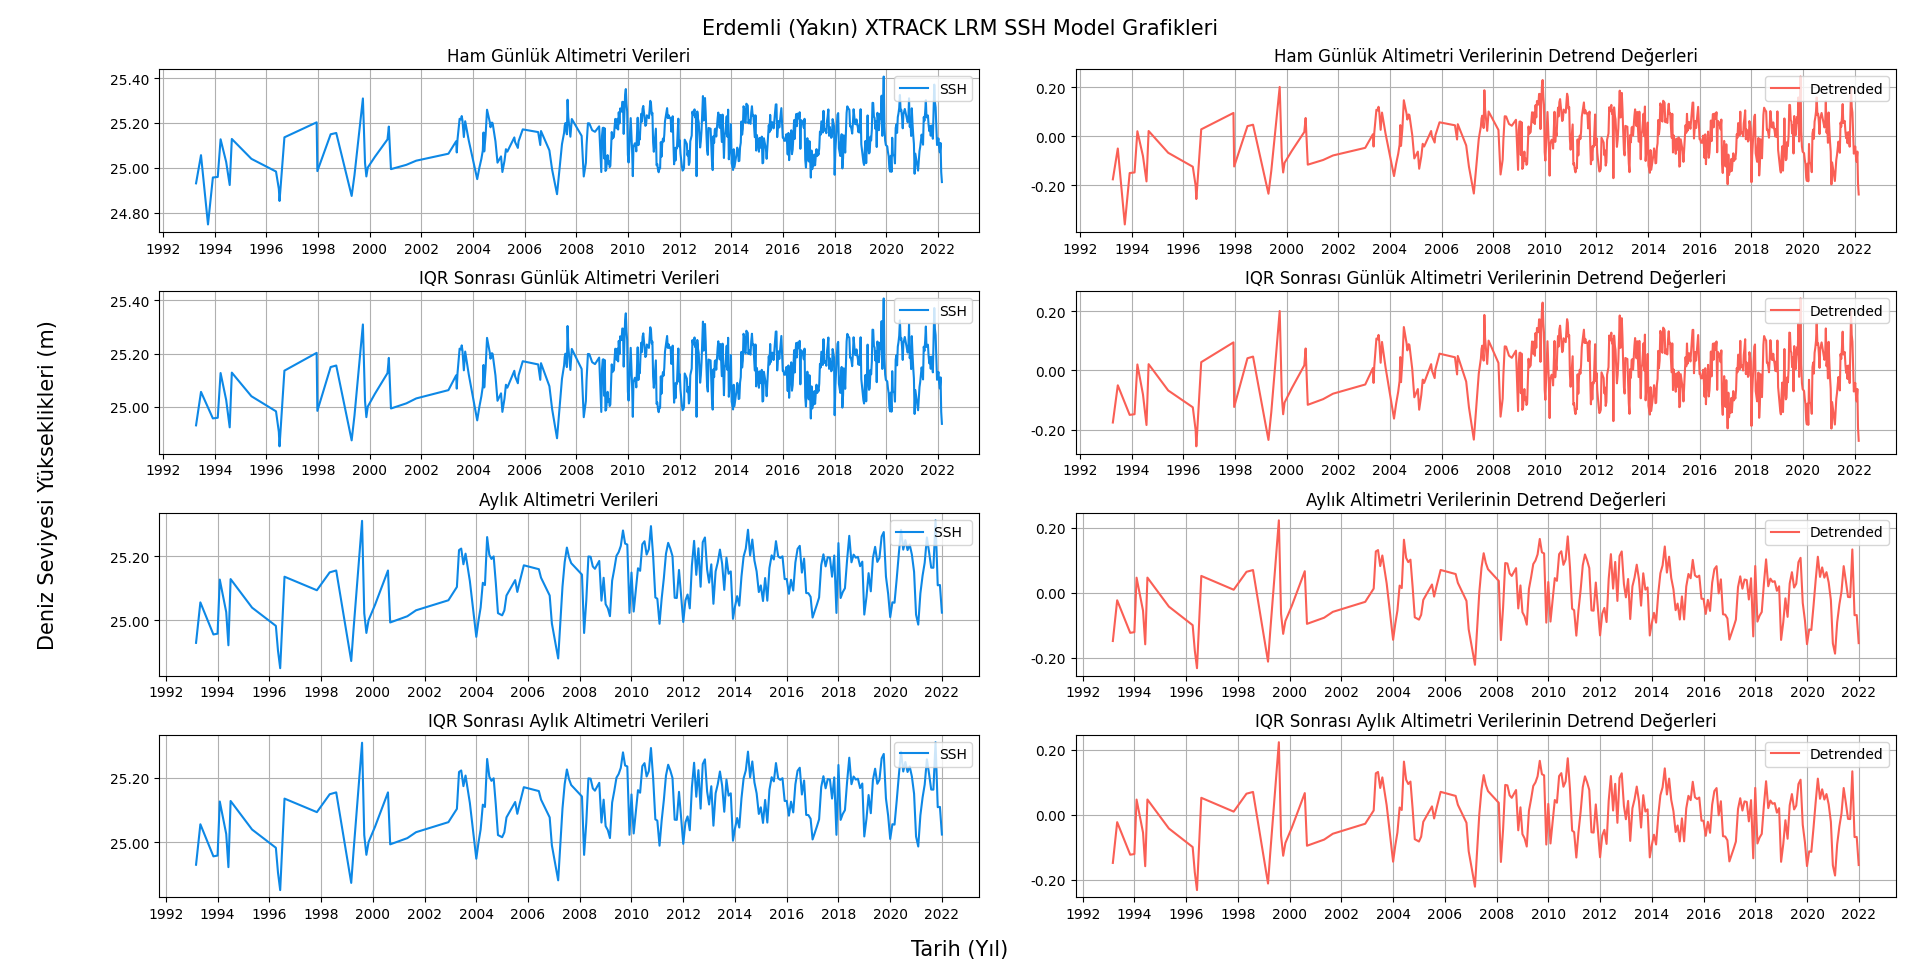 Erdemli (Yakın) XTRACK LRM SSH Model Grafikleri
Ham Günlük Altimetri Verileri
Ham Günlük Altimetri Verilerinin Detrend Değerleri
25.40
25.20
25.00
24.80
SSH
1992 1994 1996 1998 2000 2002 2004 2006 2008 2010 2012 2014 2016 2018 2020 2022
0.20
0.00
-0.20
Detrended
1992 1994 1996 1998 2000 2002 2004 2006 2008 2010 2012 2014 2016 2018 2020 2022
IQR Sonrası Günlük Altimetri Verileri
IQR Sonrası Günlük Altimetri Verilerinin Detrend Değerleri
25.40
25.20
25.00
SSH
1992 1994 1996 1998 2000 2002 2004 2006 2008 2010 2012 2014 2016 2018 2020 2022
0.20
0.00
-0.20
Detrended
1992 1994 1996 1998 2000 2002 2004 2006 2008 2010 2012 2014 2016 2018 2020 2022
Deniz Seviyesi Yükseklikleri (m)
Aylık Altimetri Verileri
Aylık Altimetri Verilerinin Detrend Değerleri
25.20
25.00
SSH
1992 1994 1996 1998 2000 2002 2004 2006 2008 2010 2012 2014 2016 2018 2020 2022
0.20
0.00
-0.20
Detrended
1992 1994 1996 1998 2000 2002 2004 2006 2008 2010 2012 2014 2016 2018 2020 2022
IQR Sonrası Aylık Altimetri Verileri
IQR Sonrası Aylık Altimetri Verilerinin Detrend Değerleri
25.20
25.00
SSH
1992 1994 1996 1998 2000 2002 2004 2006 2008 2010 2012 2014 2016 2018 2020 2022
0.20
0.00
-0.20
Detrended
1992 1994 1996 1998 2000 2002 2004 2006 2008 2010 2012 2014 2016 2018 2020 2022
Tarih (Yıl)